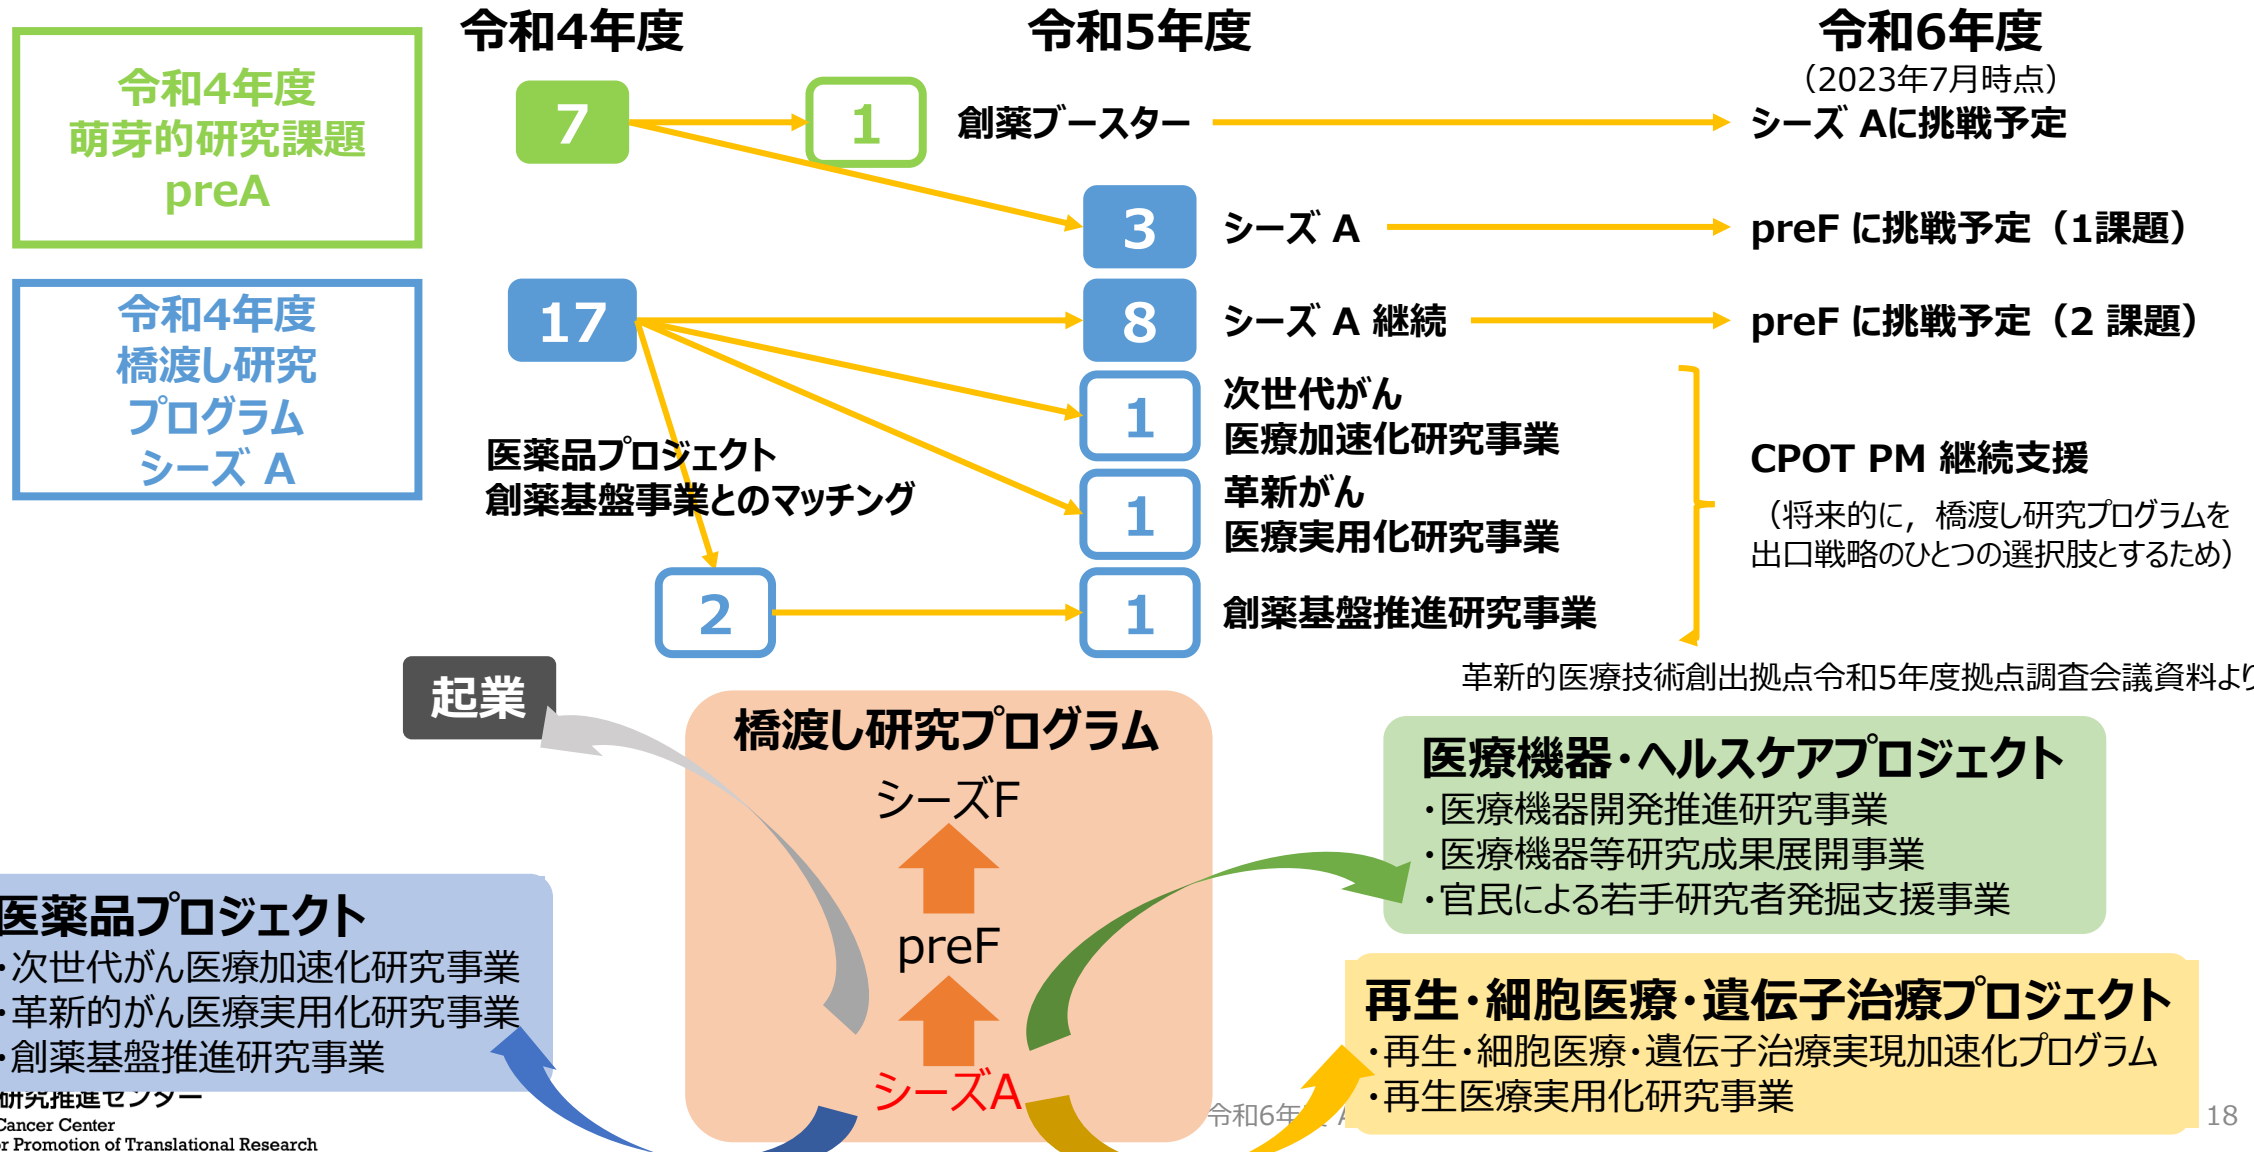 令和4年度
令和5年度
令和6年度
（2023年7月時点）
令和4年度
萌芽的研究課題
preA
7
1
創薬ブースター
シーズ Aに挑戦予定
3
シーズ A
preF に挑戦予定（1課題）
令和4年度
橋渡し研究
プログラム
シーズ A
17
8
シーズ A 継続
preF に挑戦予定（2 課題）
1
次世代がん
医療加速化研究事業
医薬品プロジェクト
創薬基盤事業とのマッチング
1
革新がん
医療実用化研究事業
CPOT PM 継続支援
（将来的に，橋渡し研究プログラムを
出口戦略のひとつの選択肢とするため）
2
1
創薬基盤推進研究事業
革新的医療技術創出拠点令和5年度拠点調査会議資料より
起業
橋渡し研究プログラム
シーズF
preF
シーズA
医療機器・ヘルスケアプロジェクト
・医療機器開発推進研究事業
・医療機器等研究成果展開事業
・官民による若手研究者発掘支援事業
医薬品プロジェクト
・次世代がん医療加速化研究事業
・革新的がん医療実用化研究事業
・創薬基盤推進研究事業
再生・細胞医療・遺伝子治療プロジェクト
・再生・細胞医療・遺伝子治療実現加速化プログラム
・再生医療実用化研究事業
研究推進センター
Cancer Center
or Promotion of Translational Research
令和6年
18